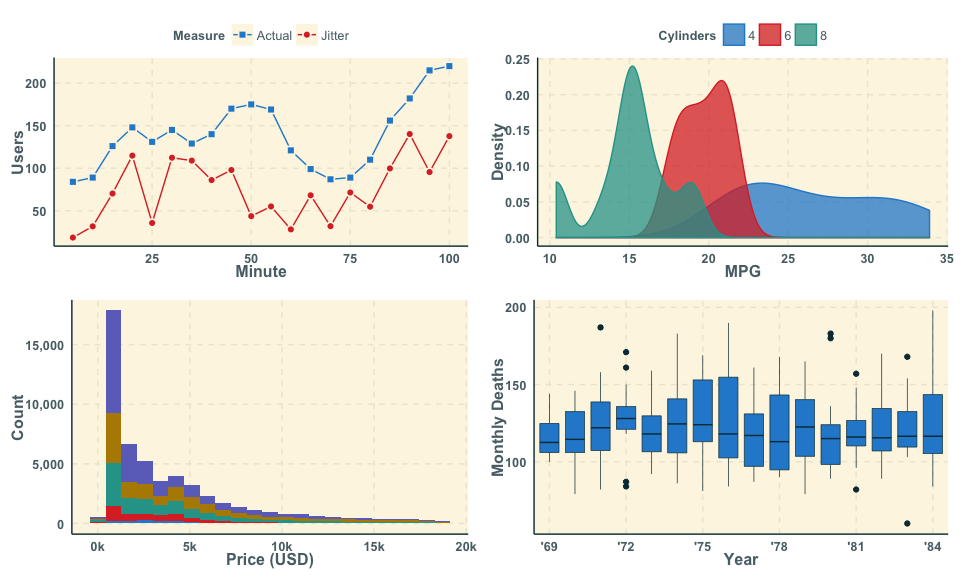 Measure Actual Jitter
Users
200
150
100
50
25 50 75 100
Minute
Cylinders 4 6 8
Density
0.25
0.20
0.15
0.10
0.05
0.00
10 15 20 25 30 35
MPG
Count
15,000
10,000
5,000
0
0k 5k 10k 15k 20k
Price (USD)
Monthly Deaths
200
150
100
'69 '72 '75 '78 '81 '84
Year